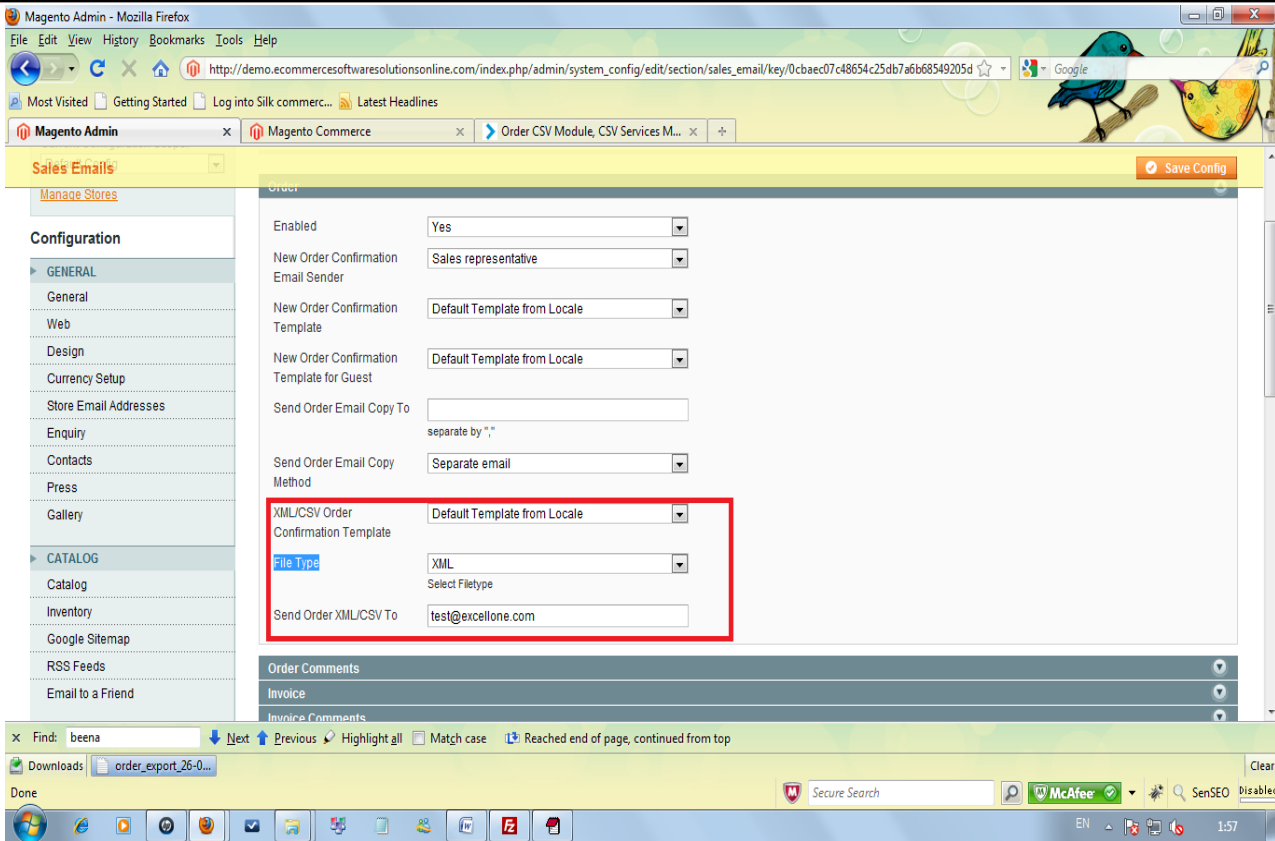 Magento Admin - Mozilla Firefox
File Edit View History Bookmarks Tools Help
http://demo.ecommercesoftwaresolutionsonline.com/index.php/admin/system_config/edit/section/sales_email/key/0cbaec07c48654c25db7a6b68549205d
Google
Most Visited Getting Started Log into Silk commerc... Latest Headlines
Magento Admin x Magento Commerce x Order CSV Module, CSV Services M... x
Sales Emails
Save Config
Manage Stores
Order
Configuration
GENERAL
General
Web
Design
Currency Setup
Store Email Addresses
Enquiry
Contacts
Press
Gallery
CATALOG
Catalog
Inventory
Google Sitemap
RSS Feeds
Email to a Friend
Enabled
Yes
New Order Confirmation
Email Sender
Sales representative
New Order Confirmation
Template
Default Template from Locale
New Order Confirmation
Template for Guest
Default Template from Locale
Send Order Email Copy To
separate by ","
Send Order Email Copy
Method
Separate email
XML/CSV Order
Confirmation Template
Default Template from Locale
File Type
XML
Select Filetype
Send Order XML/CSV To
test@excellone.com
Order Comments
Invoice
Invoice Comments
x Find: beena Next Previous Highlight all Match case Reached end of page, continued from top
Downloads order_export_26-0...
Clear
Done
Secure Search
McAfee
SenSEO
Disabled
EN
1:57